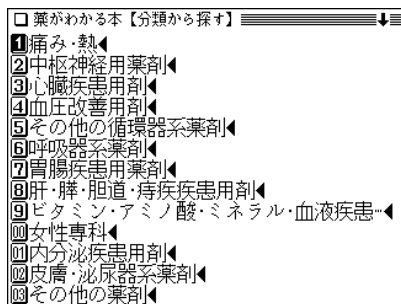 □ 薬がわかる本【分類から探す】 ↓
1痛み・熱◀
2中枢神経用薬剤◀
3心臓疾患用剤◀
4血圧改善用剤◀
5その他の循環器系薬剤◀
6呼吸器系薬剤◀
7胃腸疾患用薬剤◀
8肝・膵・胆道・痔疾疾患用剤◀
9ビタミン・アミノ酸・ミネラル・血液疾患…◀
00女性専科◀
01内分泌疾患用剤◀
02皮膚・泌尿器系薬剤◀
03その他の薬剤◀